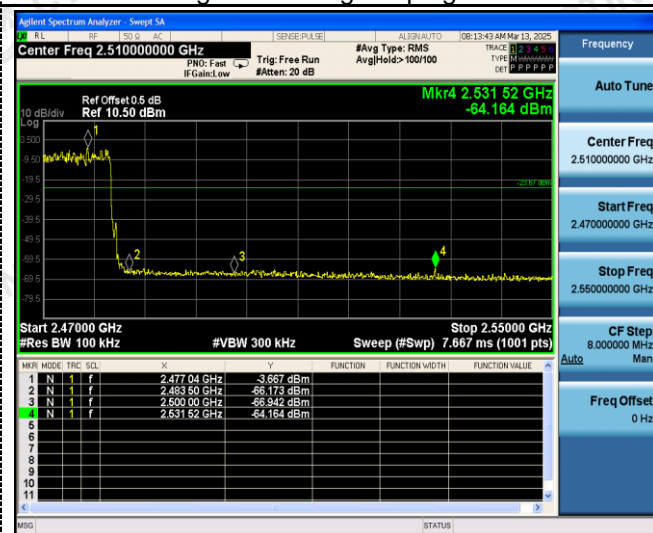 Agilent Spectrum Analyzer - Swept SA
RL RF 50 Ω AC SENSE:PULSE ALIGN AUTO 08:13:43 AM Mar 13, 2025
Center Freq 2.510000000 GHz
PNO: Fast
IFGain:Low
Trig: Free Run
#Atten: 20 dB
#Avg Type: RMS
Avg|Hold:> 100/100
TRACE 1 2 3 4 5 6
TYPE M
DET P P P P P P
Ref Offset 0.5 dB
10 dB/div Ref 10.50 dBm
Log
Mkr4 2.531 52 GHz
-64.164 dBm
0.500
-9.50
-19.5
-23.67 dBm
-29.5
-39.5
-49.5
-59.5
-69.5
-79.5
1
2
3
4
Start 2.47000 GHz Stop 2.55000 GHz
#Res BW 100 kHz #VBW 300 kHz Sweep (#Swp) 7.667 ms (1001 pts)
MKR MODE TRC SCL X Y FUNCTION FUNCTION WIDTH FUNCTION VALUE
1 N 1 f 2.477 04 GHz -3.667 dBm
2 N 1 f 2.483 50 GHz -66.173 dBm
3 N 1 f 2.500 00 GHz -66.942 dBm
4 N 1 f 2.531 52 GHz -64.164 dBm
5
6
7
8
9
10
11
MSG STATUS
Frequency
Auto Tune
Center Freq
2.510000000 GHz
Start Freq
2.470000000 GHz
Stop Freq
2.550000000 GHz
CF Step
8.000000 MHz
Auto Man
Freq Offset
0 Hz